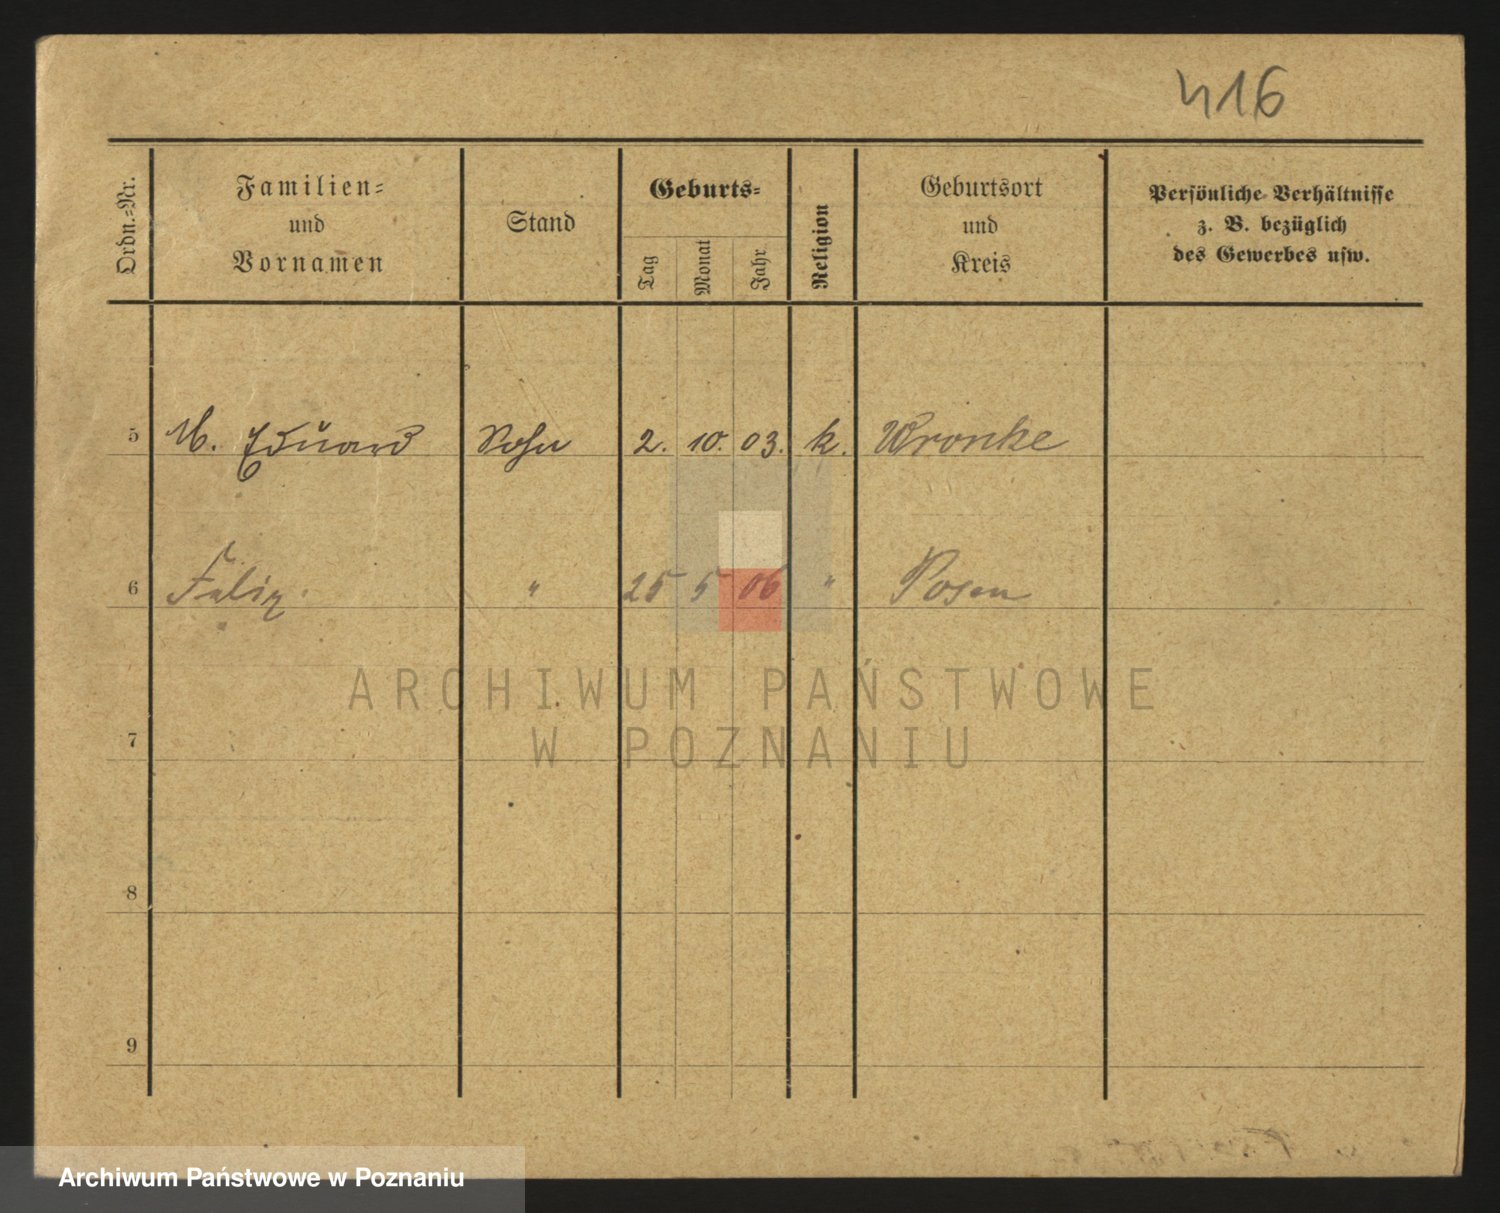 416
Ordn.=Nr.
Familien=
und
Vornamen
Stand
Geburts=
Tag
Monat
Jahr
Religion
Geburtsort
und
Kreis
Persönliche Verhältnisse
z. B. bezüglich
des Gewerbes usw.
5 Eduard Sohn 2. 10. 03. k. Wronke
6 Felix " 25 5 06 " Posen
ARCHIWUM PAŃSTWOWE
W POZNANIU
7
8
9
Archiwum Państwowe w Poznaniu